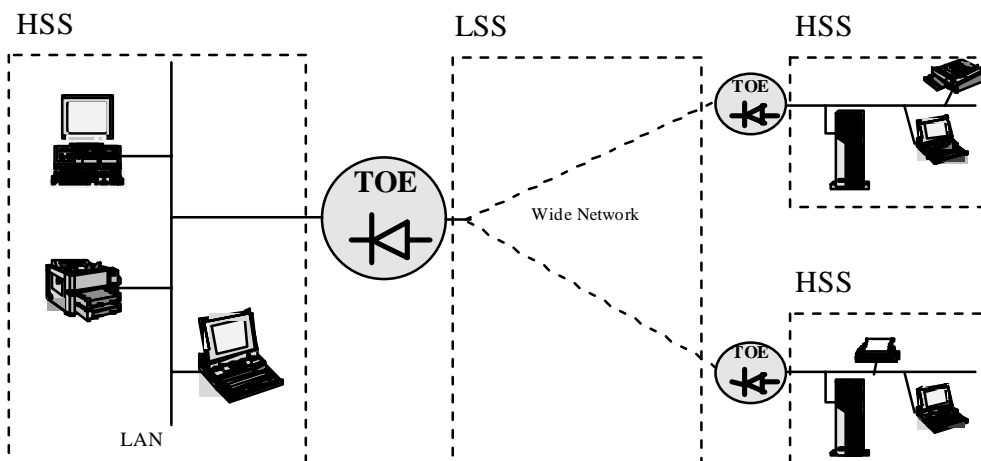 HSS
LSS
HSS
TOE
TOE
Wide Network
HSS
TOE
LAN